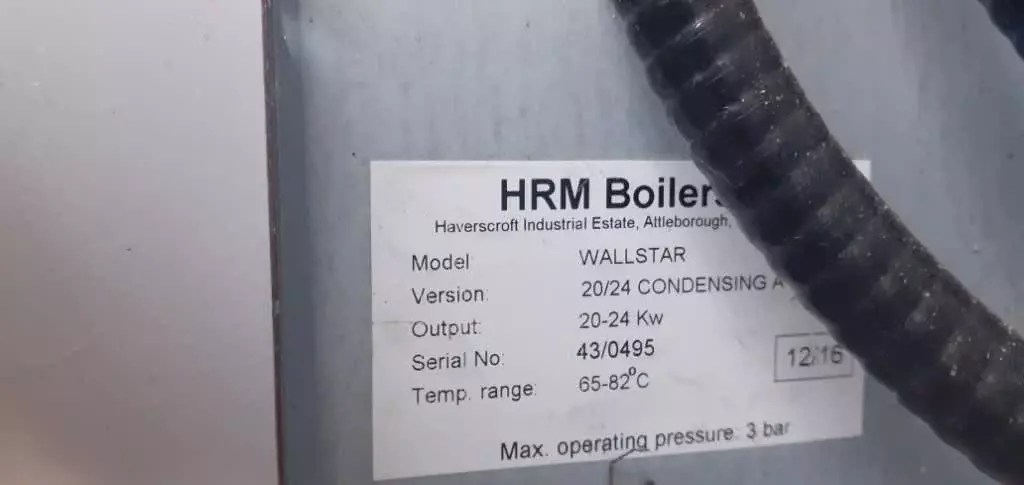 HRM Boilers
Haverscroft Industrial Estate, Attleborough,
Model WALLSTAR
Version: 20/24 CONDENSING
Output: 20-24 Kw
Serial No: 43/0495
Temp. range: 65-82°C
12/16
Max. operating pressure: 3 bar